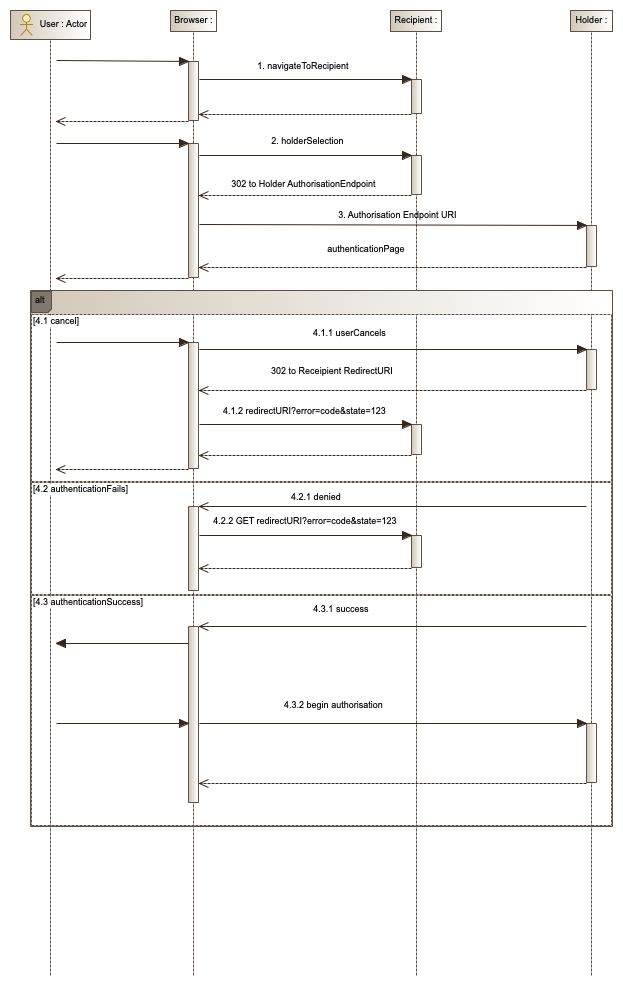 User : Actor
Browser :
Recipient :
Holder :
1. navigateToRecipient
2. holderSelection
302 to Holder AuthorisationEndpoint
3. Authorisation Endpoint URI
authenticationPage
alt
[4.1 cancel]
4.1.1 userCancels
302 to Receipient RedirectURI
4.1.2 redirectURI?error=code&state=123
[4.2 authenticationFails]
4.2.1 denied
4.2.2 GET redirectURI?error=code&state=123
[4.3 authenticationSuccess]
4.3.1 success
4.3.2 begin authorisation